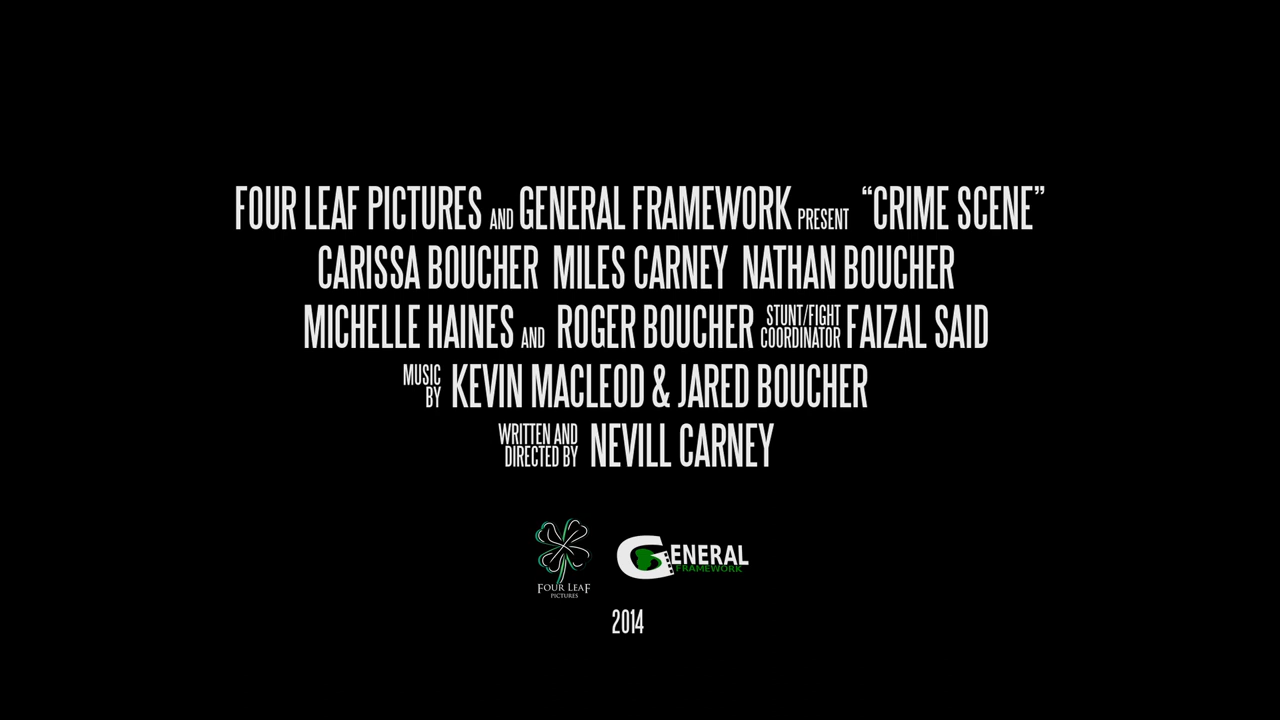 FOUR LEAF PICTURES AND GENERAL FRAMEWORK PRESENT “CRIME SCENE”
CARISSA BOUCHER MILES CARNEY NATHAN BOUCHER
MICHELLE HAINES AND ROGER BOUCHER STUNT/FIGHT COORDINATOR FAIZAL SAID
MUSIC BY KEVIN MACLEOD & JARED BOUCHER
WRITTEN AND DIRECTED BY NEVILL CARNEY
FOUR LEAF
PICTURES
GENERAL
FRAMEWORK
2014